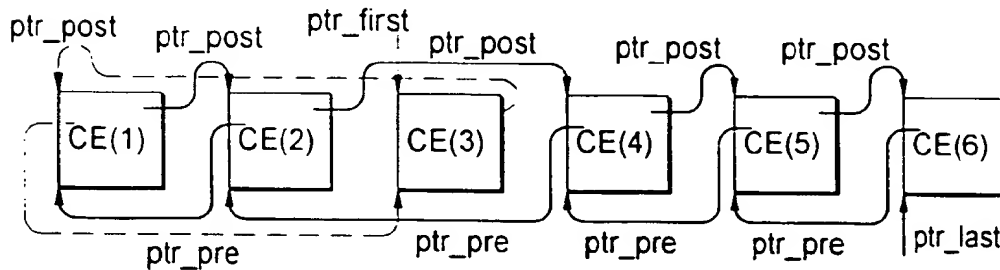 ptr_post
ptr_post
ptr_first
ptr_post
ptr_post
ptr_post
CE(1)
CE(2)
CE(3)
CE(4)
CE(5)
CE(6)
ptr_pre
ptr_pre
ptr_pre
ptr_pre
ptr_last